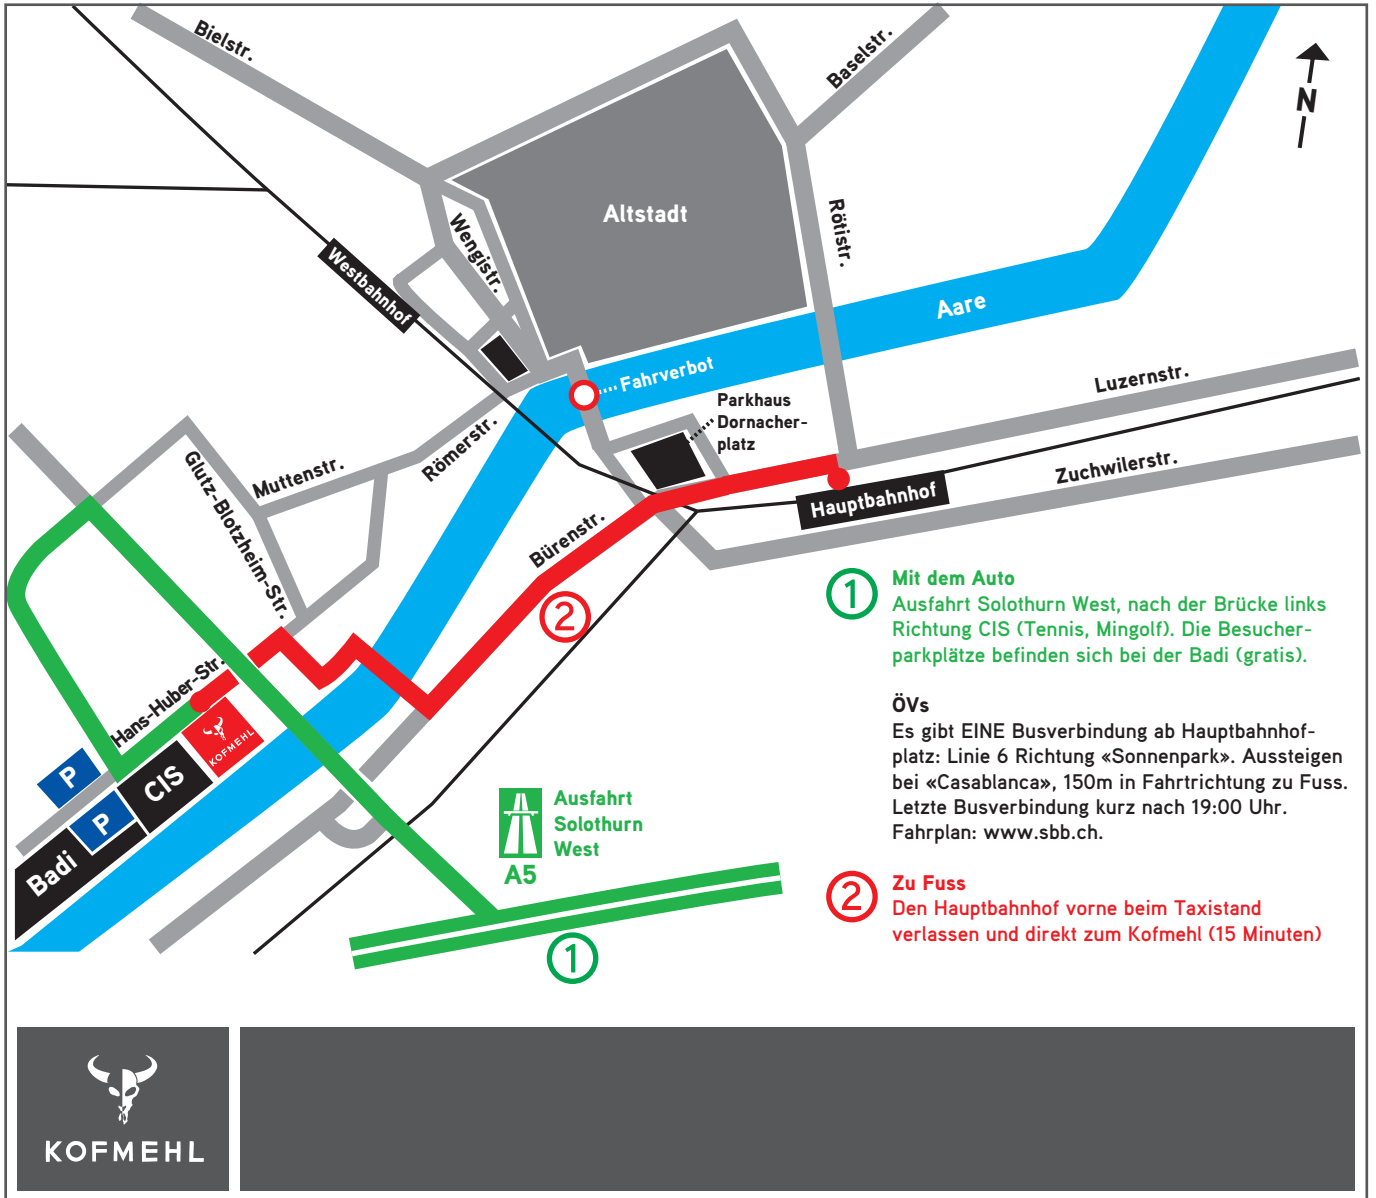 Bielstr.
Baselstr.
N
Altstadt
Wengistr.
Rötistr.
Westbahnhof
Aare
Fahrverbot
Luzernstr.
Parkhaus
Dornacher-
platz
Römerstr.
Muttenstr.
Glutz-Blotzheim-Str.
Zuchwilerstr.
Hauptbahnhof
Bürenstr.
2
Hans-Huber-Str.
KOFMEHL
CIS
P
P
Badi
Ausfahrt
Solothurn
West
A5
1
1
Mit dem Auto
Ausfahrt Solothurn West, nach der Brücke links
Richtung CIS (Tennis, Mingolf). Die Besucher-
parkplätze befinden sich bei der Badi (gratis).
ÖVs
Es gibt EINE Busverbindung ab Hauptbahnhof-
platz: Linie 6 Richtung «Sonnenpark». Aussteigen
bei «Casablanca», 150m in Fahrtrichtung zu Fuss.
Letzte Busverbindung kurz nach 19:00 Uhr.
Fahrplan: www.sbb.ch.
2
Zu Fuss
Den Hauptbahnhof vorne beim Taxistand
verlassen und direkt zum Kofmehl (15 Minuten)
KOFMEHL